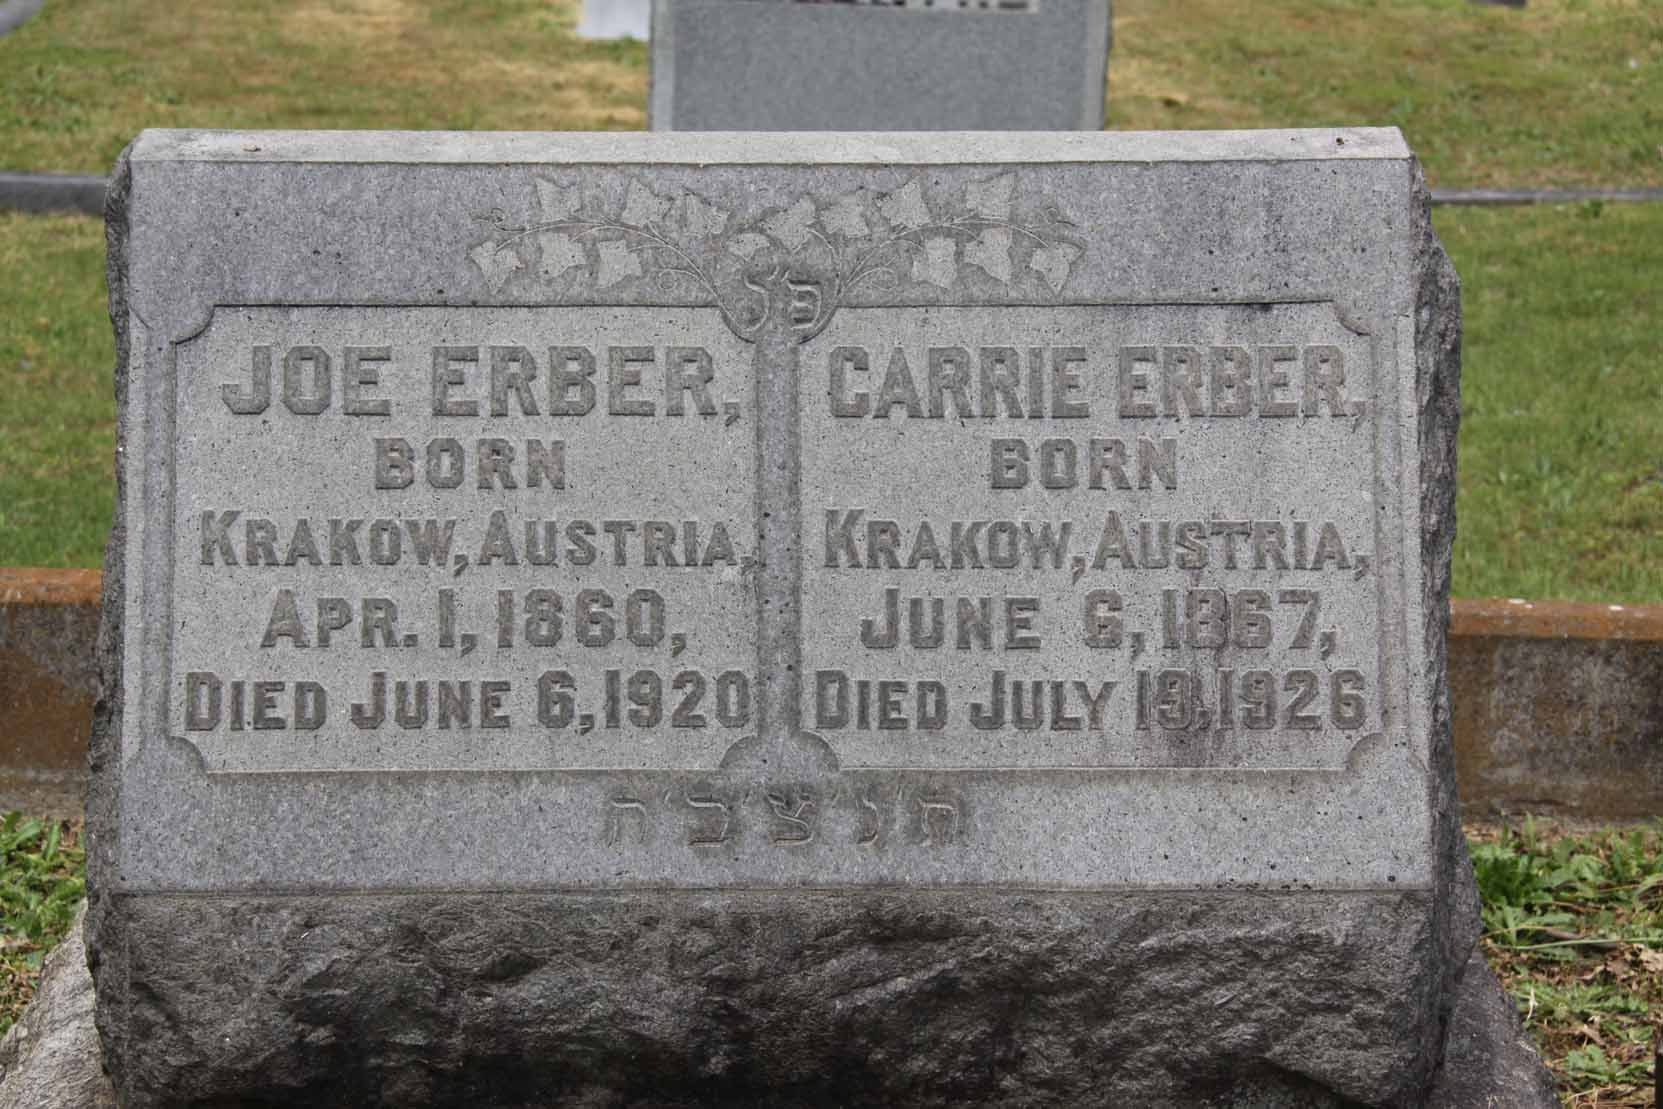 פ'נ
JOE ERBER,
BORN
KRAKOW, AUSTRIA,
APR. 1, 1860,
DIED JUNE 6, 1920
CARRIE ERBER,
BORN
KRAKOW, AUSTRIA,
JUNE 6, 1867,
DIED JULY 19, 1926
ת'נ'צ'ב'ה